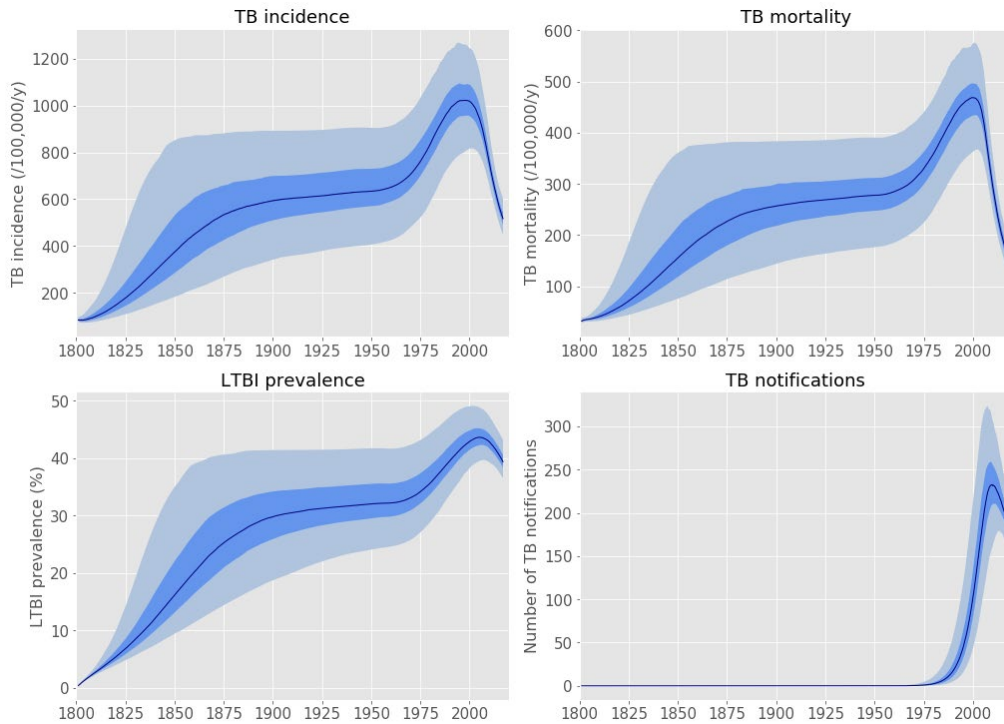 TB incidence
TB incidence (/100,000/y)
1200
1000
800
600
400
200
1800 1825 1850 1875 1900 1925 1950 1975 2000
TB mortality
TB mortality (/100,000/y)
600
500
400
300
200
100
1800 1825 1850 1875 1900 1925 1950 1975 2000
LTBI prevalence
LTBI prevalence (%)
50
40
30
20
10
0
1800 1825 1850 1875 1900 1925 1950 1975 2000
TB notifications
Number of TB notifications
300
250
200
150
100
50
0
1800 1825 1850 1875 1900 1925 1950 1975 2000